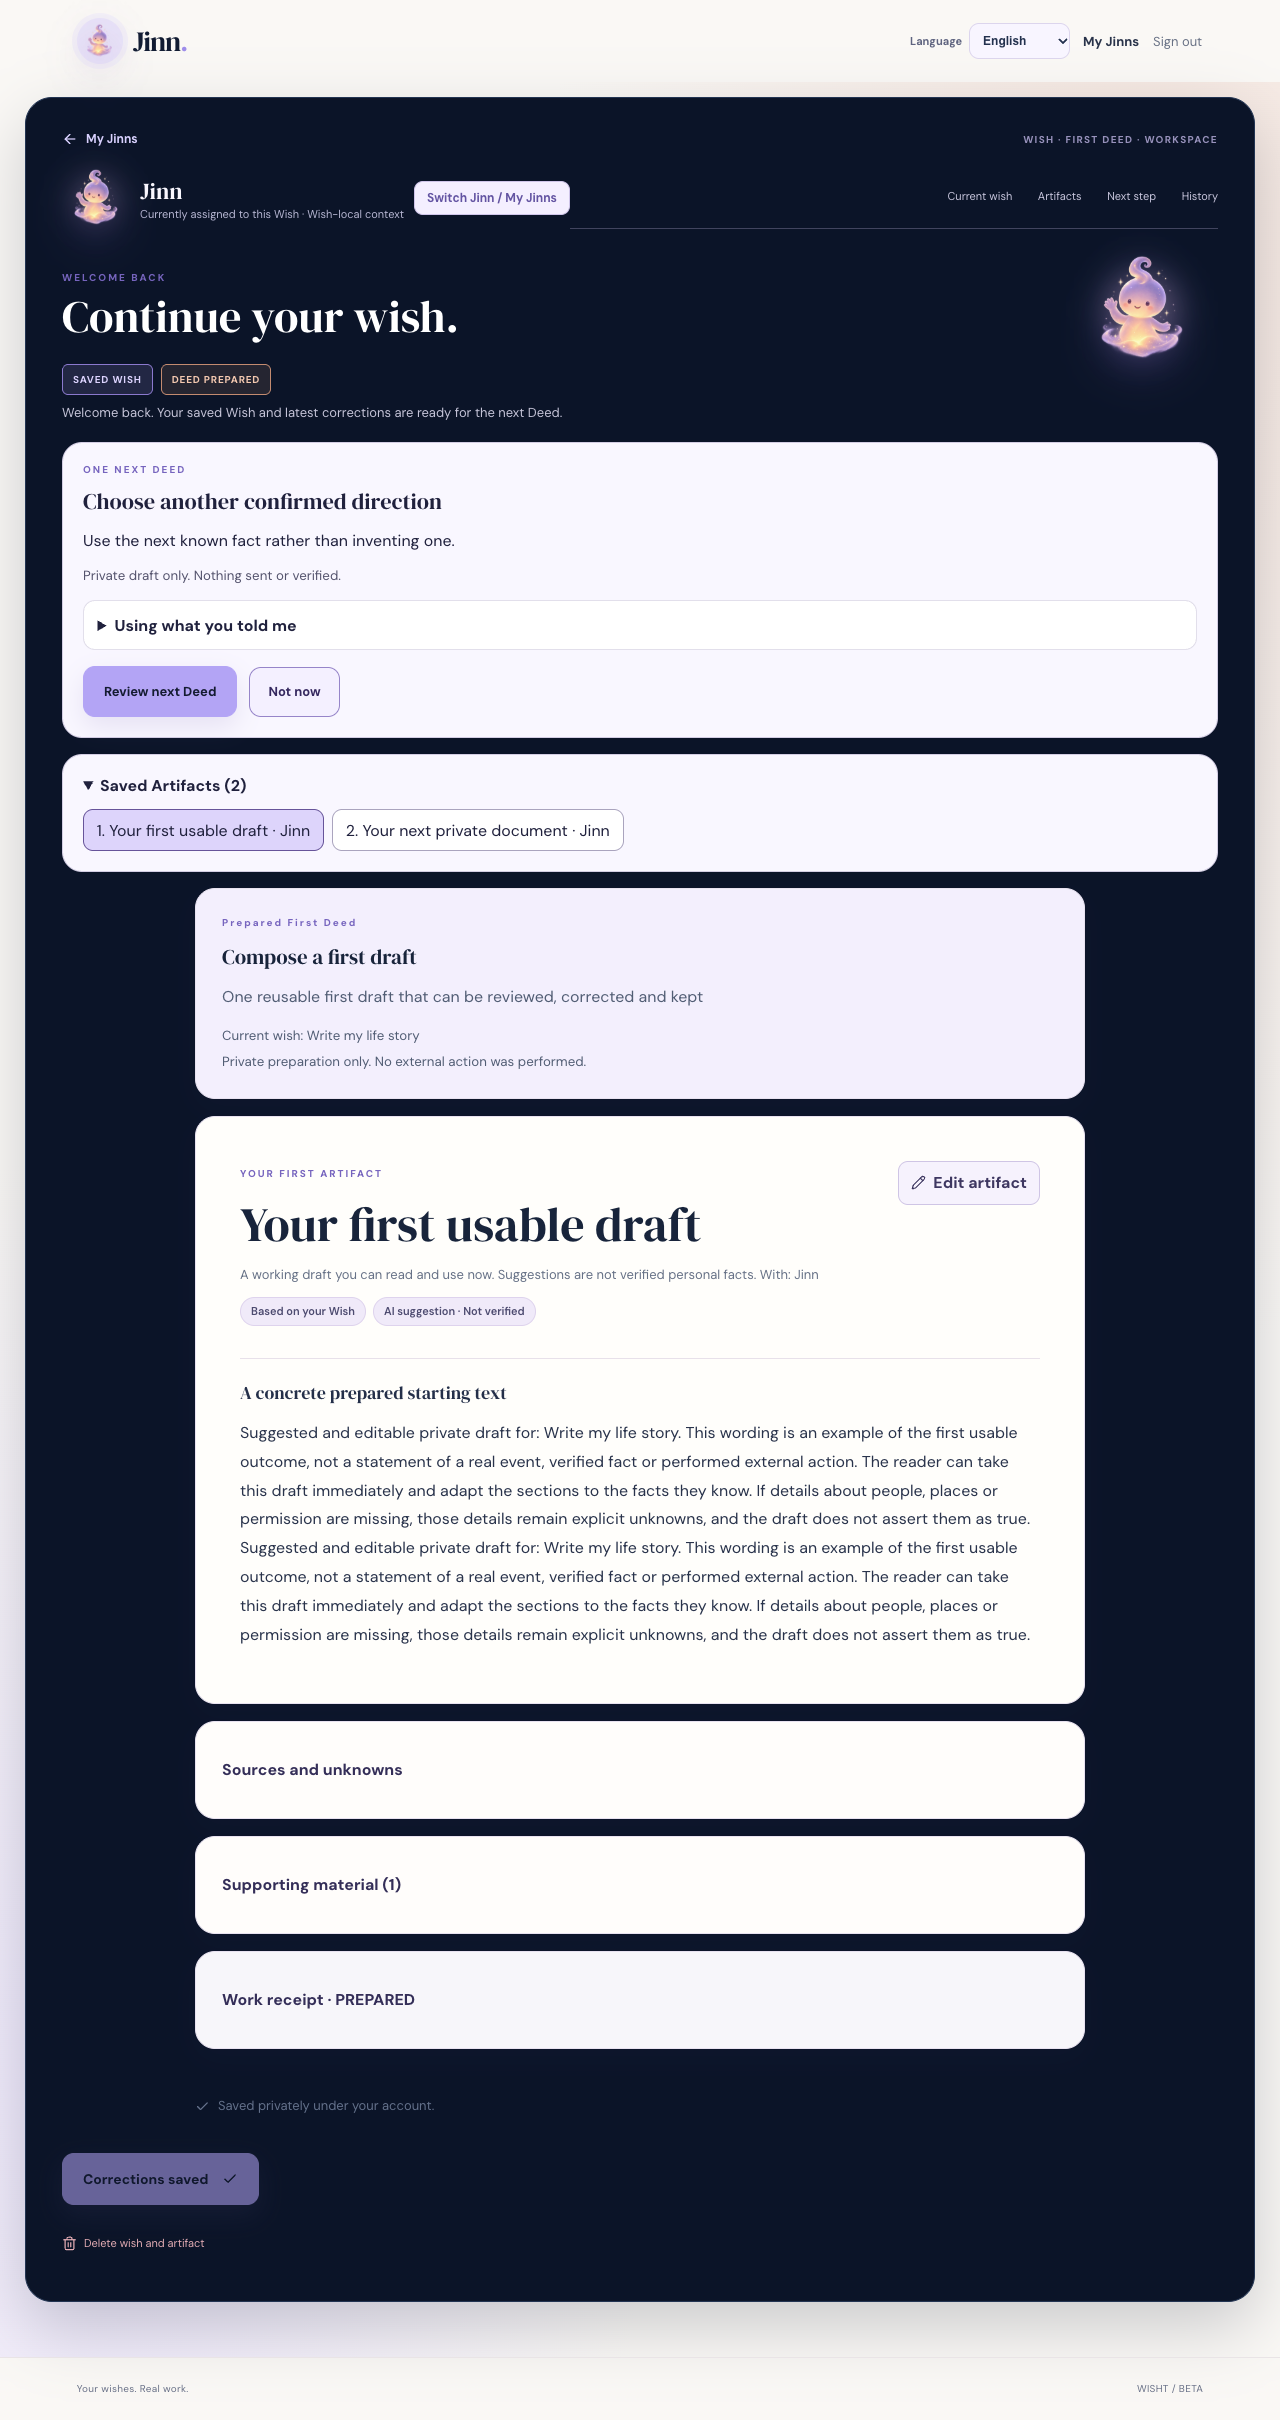 Jinn.
Language
English
My Jinns
Sign out
My Jinns
WISH · FIRST DEED · WORKSPACE
Jinn
Currently assigned to this Wish · Wish-local context
Switch Jinn / My Jinns
Current wish
Artifacts
Next step
History
WELCOME BACK
Continue your wish.
SAVED WISH
DEED PREPARED
Welcome back. Your saved Wish and latest corrections are ready for the next Deed.
ONE NEXT DEED
Choose another confirmed direction
Use the next known fact rather than inventing one.
Private draft only. Nothing sent or verified.
Using what you told me
Review next Deed
Not now
Saved Artifacts (2)
1. Your first usable draft · Jinn
2. Your next private document · Jinn
Prepared First Deed
Compose a first draft
One reusable first draft that can be reviewed, corrected and kept
Current wish: Write my life story
Private preparation only. No external action was performed.
YOUR FIRST ARTIFACT
Edit artifact
Your first usable draft
A working draft you can read and use now. Suggestions are not verified personal facts. With: Jinn
Based on your Wish
AI suggestion · Not verified
A concrete prepared starting text
Suggested and editable private draft for: Write my life story. This wording is an example of the first usable
outcome, not a statement of a real event, verified fact or performed external action. The reader can take
this draft immediately and adapt the sections to the facts they know. If details about people, places or
permission are missing, those details remain explicit unknowns, and the draft does not assert them as true.
Suggested and editable private draft for: Write my life story. This wording is an example of the first usable
outcome, not a statement of a real event, verified fact or performed external action. The reader can take
this draft immediately and adapt the sections to the facts they know. If details about people, places or
permission are missing, those details remain explicit unknowns, and the draft does not assert them as true.
Sources and unknowns
Supporting material (1)
Work receipt · PREPARED
Saved privately under your account.
Corrections saved
Delete wish and artifact
Your wishes. Real work.
WISHT / BETA